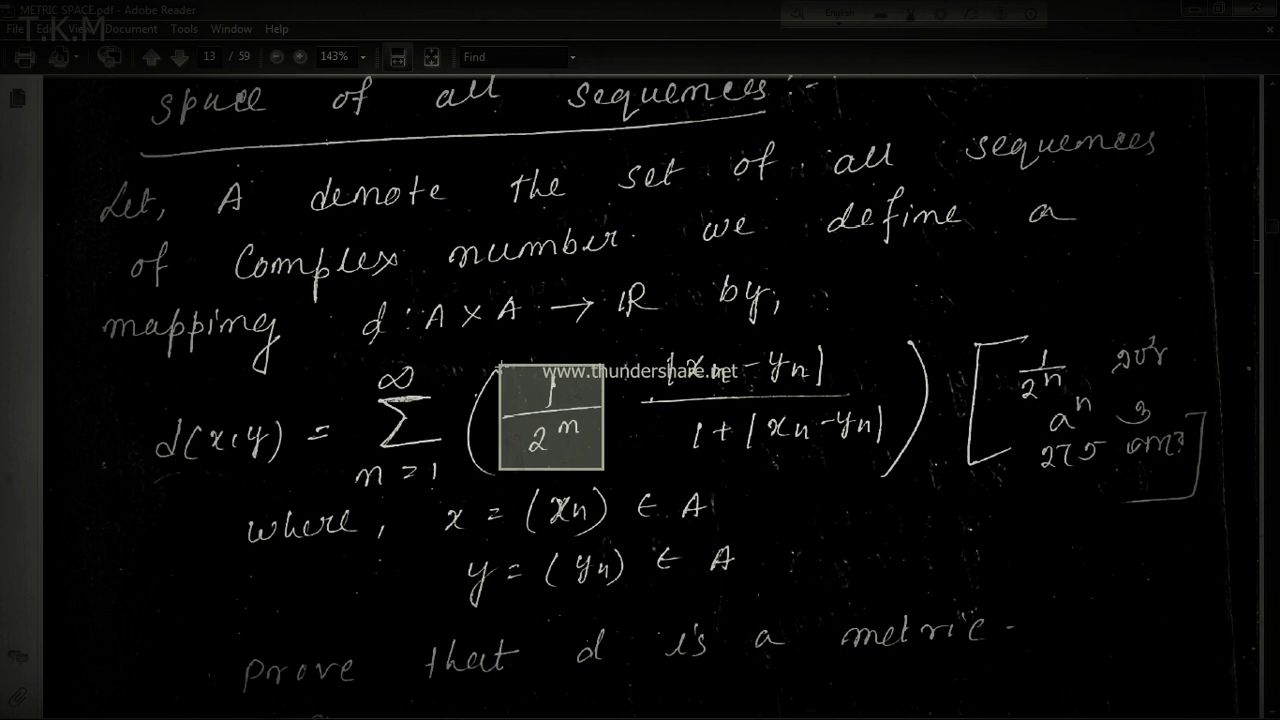 METRIC SPACE.pdf - Adobe Reader
T.K.M
File Edit View Document Tools Window Help
13 / 59 143% Find
space of all sequences :-
Let, A denote the set of all sequences
of Complex number. we define a
mapping d : A × A → ℝ by,
d(x,y) = ∑_{n=1}^{∞} ( 1/2^n |xn - yn| / 1 + |xn - yn| ) [ 1/2^n a^n ]
www.thundershare.net
where, x = (xn) ∈ A
y = (yn) ∈ A
prove that d is a metric.